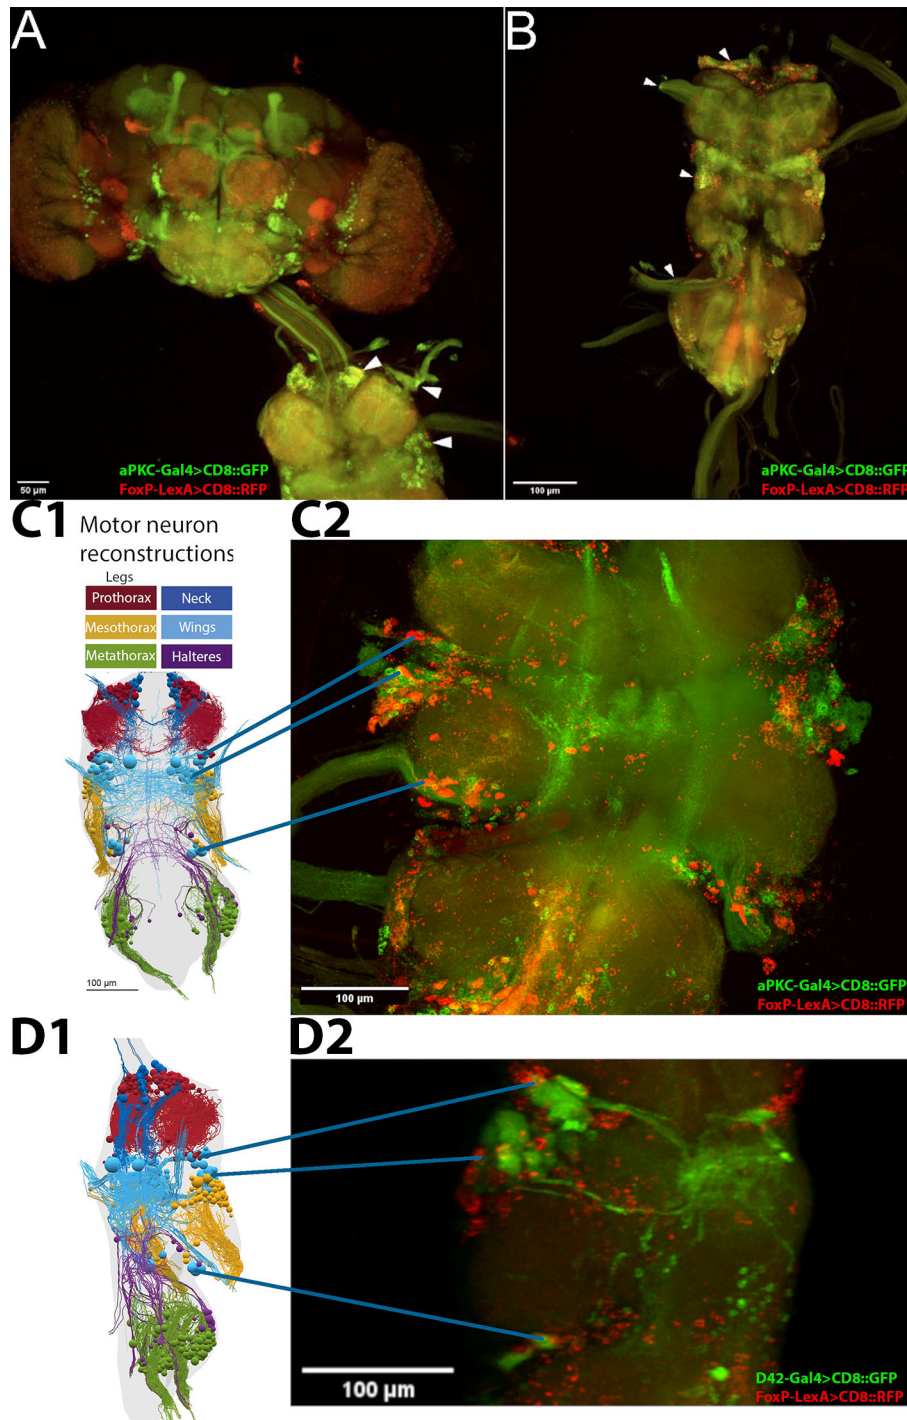 A
B
50 µm
aPKC-Gal4>CD8::GFP
FoxP-LexA>CD8::RFP
100 µm
aPKC-Gal4>CD8::GFP
FoxP-LexA>CD8::RFP
C1
Motor neuron
reconstructions
Legs
Prothorax
Neck
Mesothorax
Wings
Metathorax
Halteres
100 µm
C2
100 µm
aPKC-Gal4>CD8::GFP
FoxP-LexA>CD8::RFP
D1
D2
100 µm
D42-Gal4>CD8::GFP
FoxP-LexA>CD8::RFP